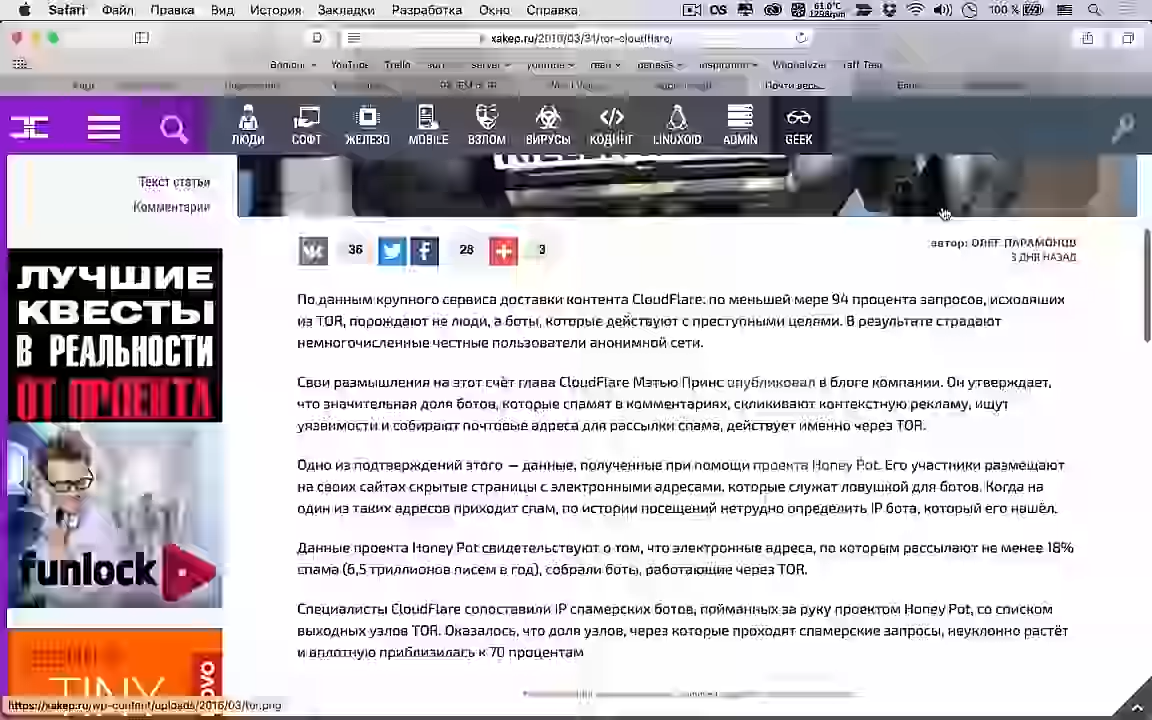 Safari Файл Правка Вид История Закладки Разработка Окно Справка
61.0°C
1298rpm
100 %
xakep.ru/2016/03/31/tor-cloudflare/
YouTube Trello
Почти верь...
ЛЮДИ СОФТ ЖЕЛЕЗО MOBILE ВЗЛОМ ВИРУСЫ КОДИНГ LINUXOID ADMIN GEEK
Текст статьи
Комментарии
ЛУЧШИЕ
КВЕСТЫ
В РЕАЛЬНОСТИ
ОТ ПРОЕКТА
funlock
TINY
36 28 3
автор: ОЛЕГ ПАРАМОНОВ
3 ДНЯ НАЗАД
По данным крупного сервиса доставки контента CloudFlare, по меньшей мере 94 процента запросов, исходящих
из TOR, порождают не люди, а боты, которые действуют с преступными целями. В результате страдают
немногочисленные честные пользователи анонимной сети.
Свои размышления на этот счёт глава CloudFlare Мэтью Принс опубликовал в блоге компании. Он утверждает,
что значительная доля ботов, которые спамят в комментариях, скликивают контекстную рекламу, ищут
уязвимости и собирают почтовые адреса для рассылки спама, действует именно через TOR.
Одно из подтверждений этого — данные, полученные при помощи проекта Honey Pot. Его участники размещают
на своих сайтах скрытые страницы с электронными адресами, которые служат ловушкой для ботов. Когда на
один из таких адресов приходит спам, по истории посещений нетрудно определить IP бота, который его нашёл.
Данные проекта Honey Pot свидетельствуют о том, что электронные адреса, по которым рассылают не менее 18%
спама (6,5 триллионов писем в год), собрали боты, работающие через TOR.
Специалисты CloudFlare сопоставили IP спамерских ботов, пойманных за руку проектом Honey Pot, со списком
выходных узлов TOR. Оказалось, что доля узлов, через которые проходят спамерские запросы, неуклонно растёт
и вплотную приблизилась к 70 процентам
https://xakep.ru/wp-content/uploads/2016/03/tor.png